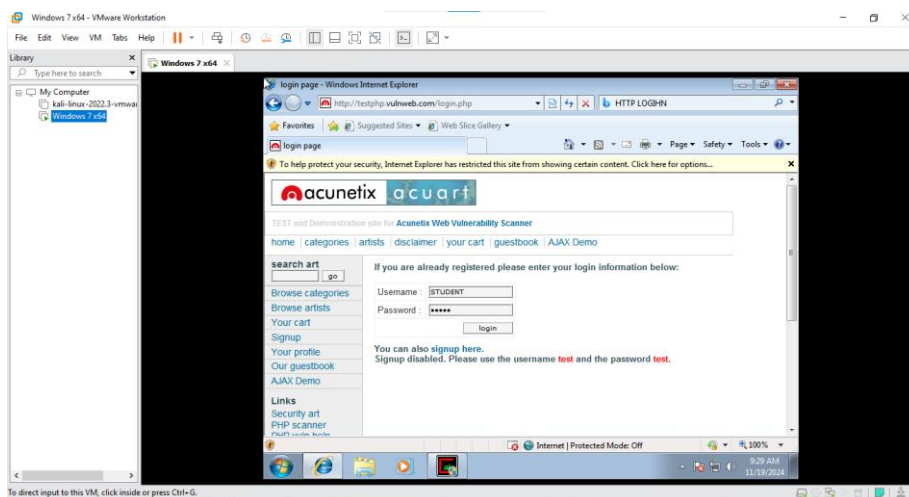 Windows 7 x64 - VMware Workstation
File Edit View VM Tabs Help
Library
Type here to search
My Computer
kali-linux-2022.3-vmwar
Windows 7 x64
Windows 7 x64
login page - Windows Internet Explorer
http://testphp.vulnweb.com/login.php
HTTP LOGIHN
Favorites Suggested Sites Web Slice Gallery
login page
Page Safety Tools
To help protect your security, Internet Explorer has restricted this site from showing certain content. Click here for options...
acunetix acuart
TEST and Demonstration site for Acunetix Web Vulnerability Scanner
home categories artists disclaimer your cart guestbook AJAX Demo
search art
go
Browse categories
Browse artists
Your cart
Signup
Your profile
Our guestbook
AJAX Demo
Links
Security art
PHP scanner
PHP vuln help
If you are already registered please enter your login information below:
Username : STUDENT
Password : •••••
login
You can also signup here.
Signup disabled. Please use the username test and the password test.
Internet | Protected Mode: Off
100%
9:29 AM
11/19/2024
To direct input to this VM, click inside or press Ctrl+G.